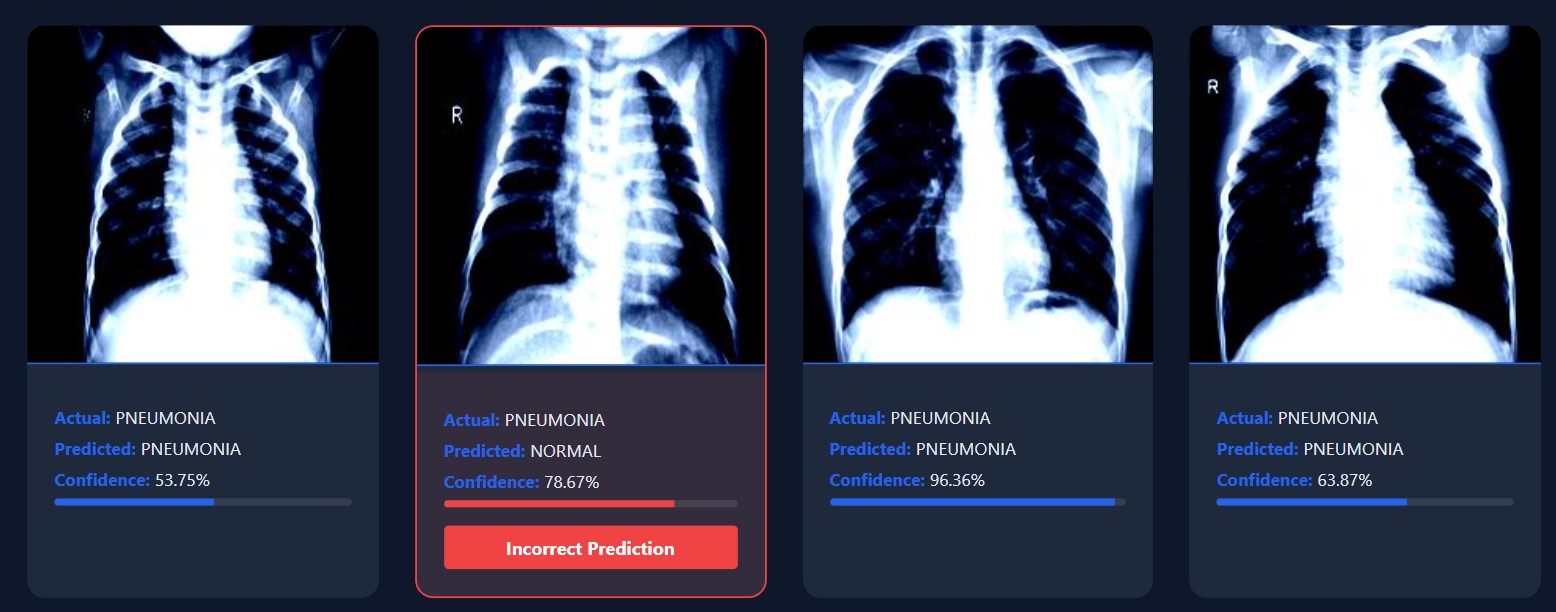 R
R
Actual: PNEUMONIA
Predicted: PNEUMONIA
Confidence: 53.75%
Actual: PNEUMONIA
Predicted: NORMAL
Confidence: 78.67%
Incorrect Prediction
Actual: PNEUMONIA
Predicted: PNEUMONIA
Confidence: 96.36%
Actual: PNEUMONIA
Predicted: PNEUMONIA
Confidence: 63.87%